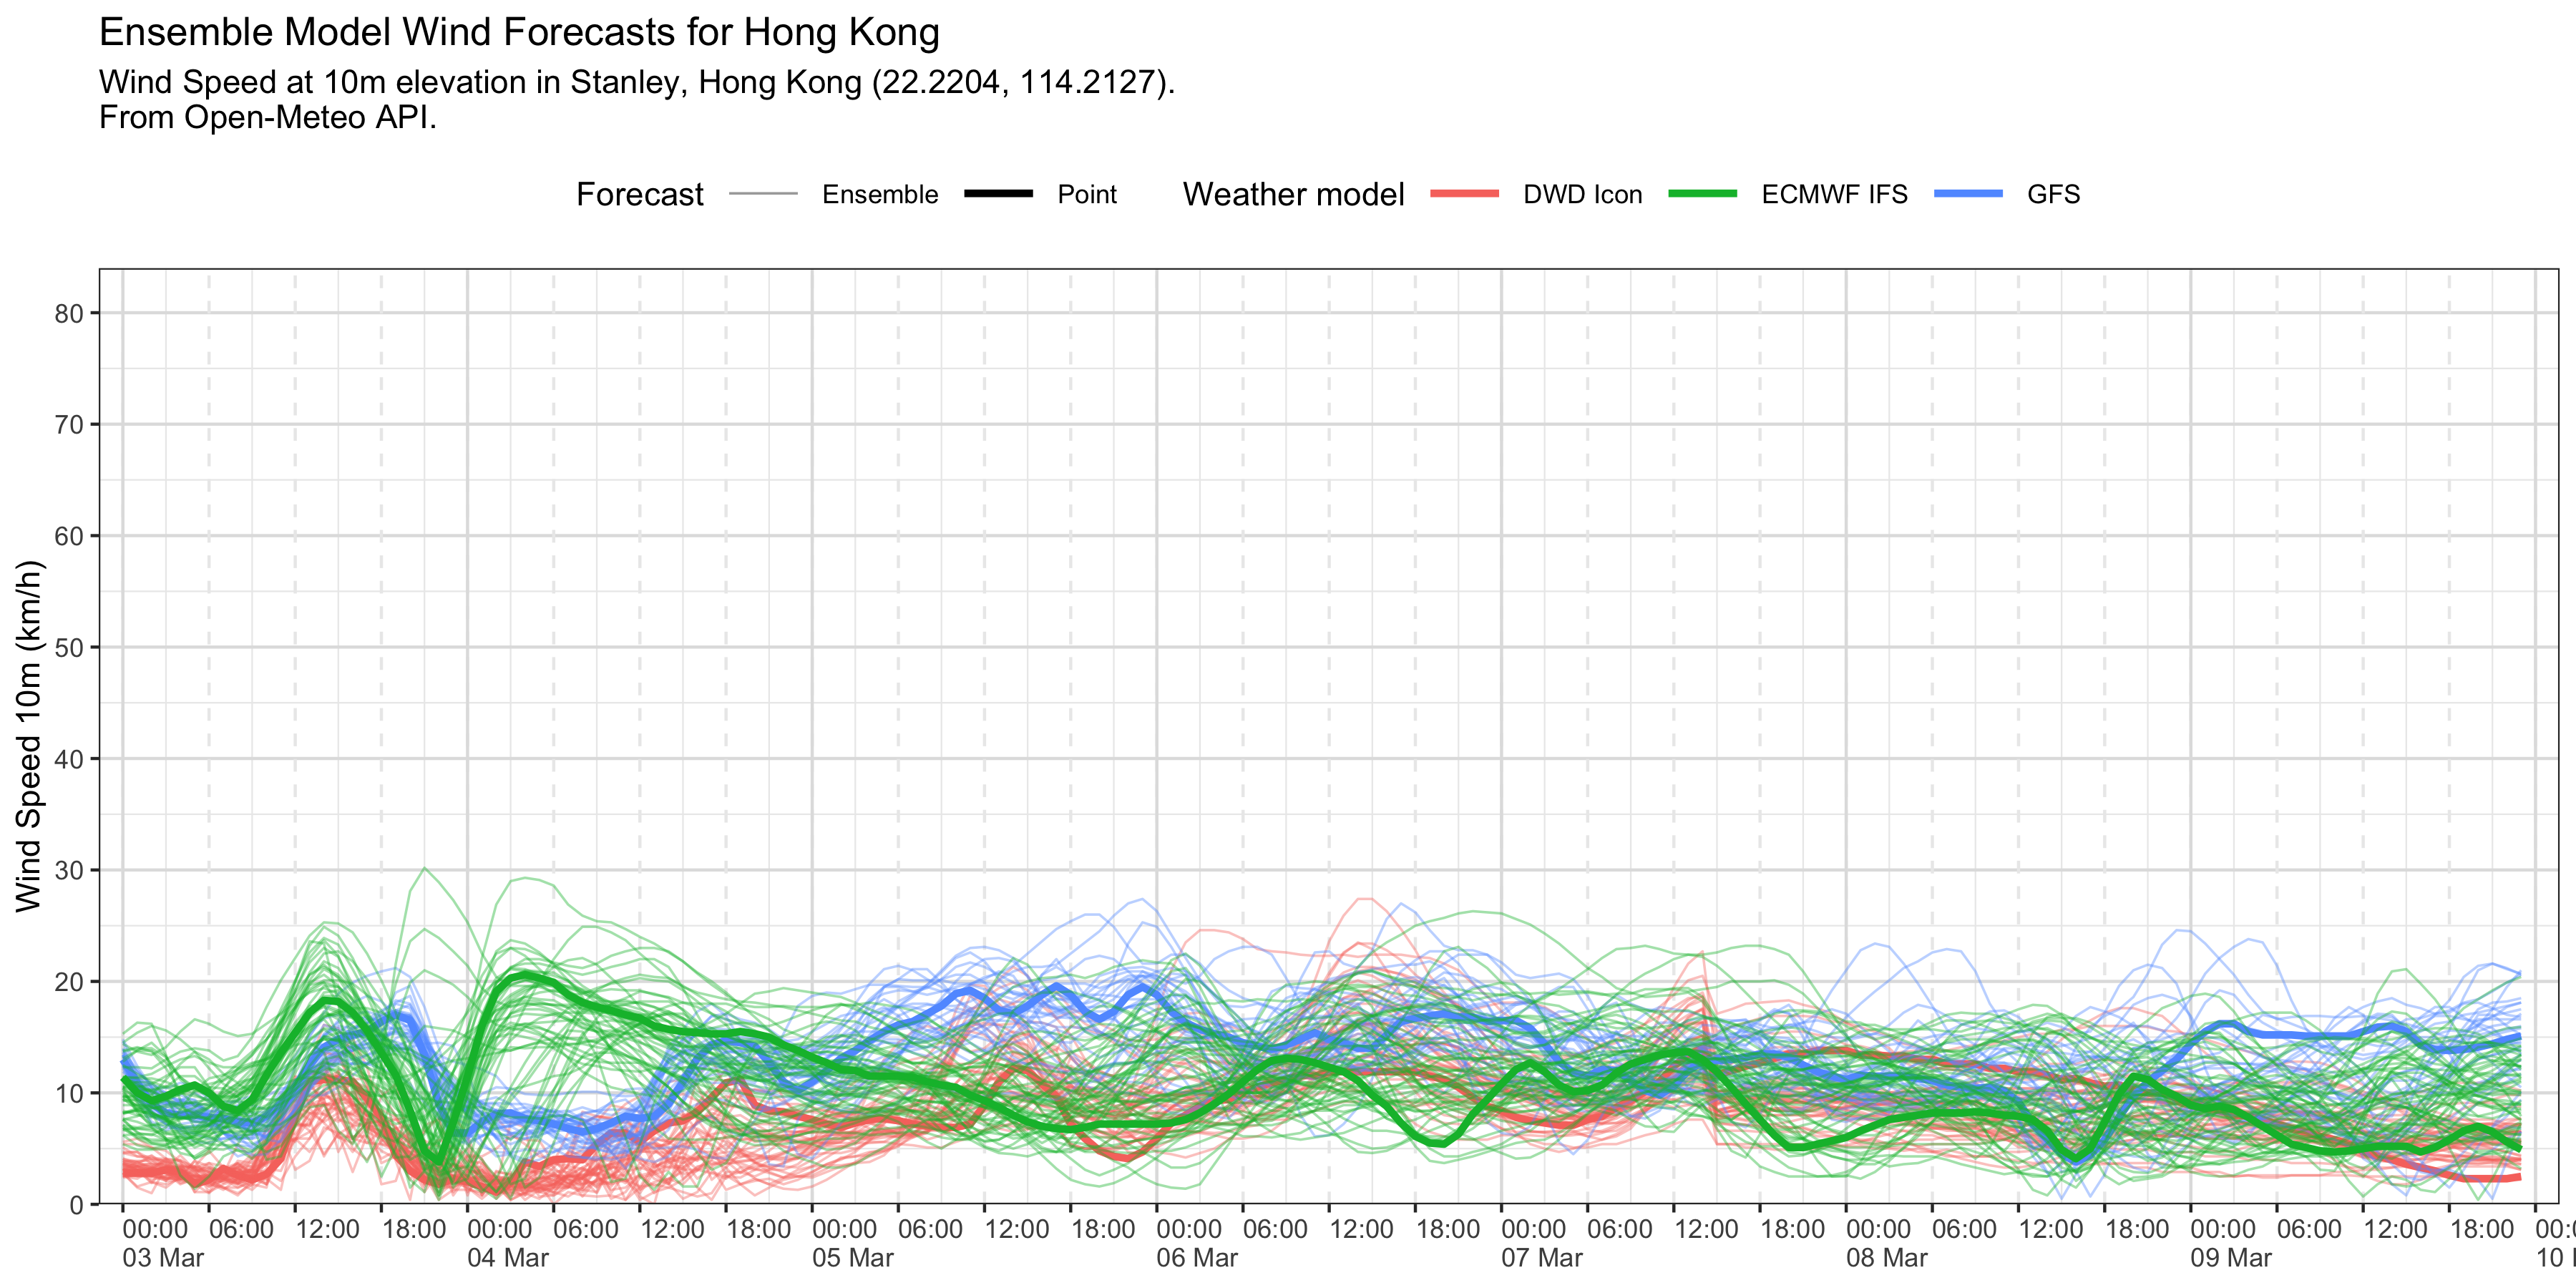 Ensemble Model Wind Forecasts for Hong Kong
Wind Speed at 10m elevation in Stanley, Hong Kong (22.2204, 114.2127).
From Open-Meteo API.
Forecast Ensemble Point Weather model DWD Icon ECMWF IFS GFS
Wind Speed 10m (km/h)
80
70
60
50
40
30
20
10
0
00:00 06:00 12:00 18:00 00:00 06:00 12:00 18:00 00:00 06:00 12:00 18:00 00:00 06:00 12:00 18:00 00:00 06:00 12:00 18:00 00:00 06:00 12:00 18:00 00:00 06:00 12:00 18:00
03 Mar 04 Mar 05 Mar 06 Mar 07 Mar 08 Mar 09 Mar 10